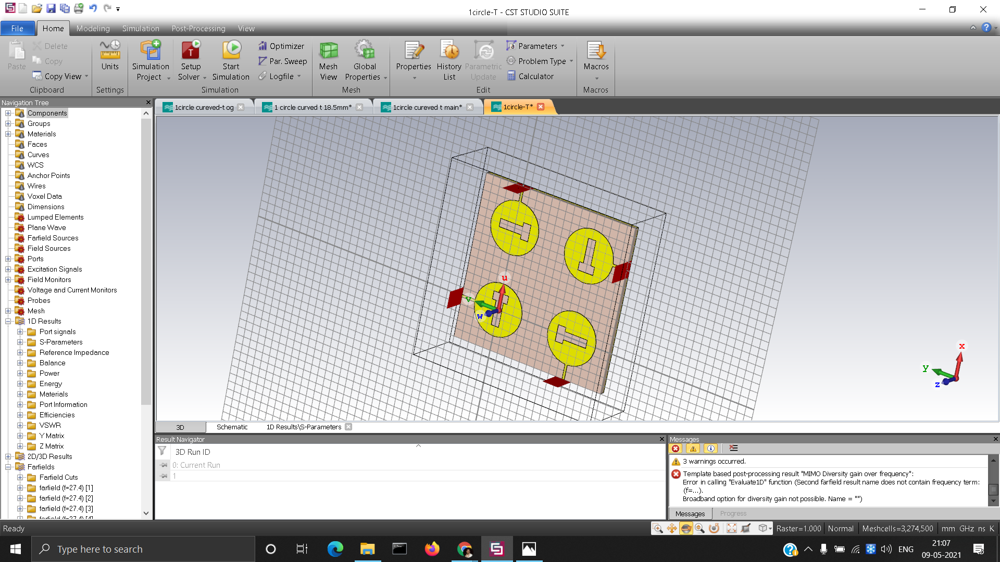 1circle-T - CST STUDIO SUITE
File Home Modeling Simulation Post-Processing View
Paste
Delete
Copy
Copy View
Clipboard
Units
Settings
Simulation Project
Setup Solver
Start Simulation
Optimizer
Par. Sweep
Logfile
Simulation
Mesh View
Global Properties
Mesh
Properties
History List
Parametric Update
Parameters
Problem Type
Calculator
Edit
Macros
Macros
Navigation Tree
1circle cureved-t og
1 circle curved t 18.5mm*
1circle cureved t main*
1circle-T*
Components
Groups
Materials
Faces
Curves
WCS
Anchor Points
Wires
Voxel Data
Dimensions
Lumped Elements
Plane Wave
Farfield Sources
Field Sources
Ports
Excitation Signals
Field Monitors
Voltage and Current Monitors
Probes
Mesh
1D Results
Port signals
S-Parameters
Reference Impedance
Balance
Power
Energy
Materials
Port Information
Efficiencies
VSWR
Y Matrix
Z Matrix
2D/3D Results
Farfields
Farfield Cuts
farfield (f=27.4) [1]
farfield (f=27.4) [2]
farfield (f=27.4) [3]
farfield (f=27.4) [4]
u
v
w
x
y
z
3D
Schematic
1D Results\S-Parameters
Result Navigator
3D Run ID
0: Current Run
1
Messages
3 warnings occurred.
Template based post-processing result "MIMO Diversity gain over frequency":
Error in calling "Evaluate1D" function (Second farfield result name does not contain frequency term:
(f=...).
Broadband option for diversity gain not possible. Name = "")
Messages Progress
Ready
Raster=1.000 Normal Meshcells=3,274,500 mm GHz ns K
Type here to search
ENG
21:07
09-05-2021